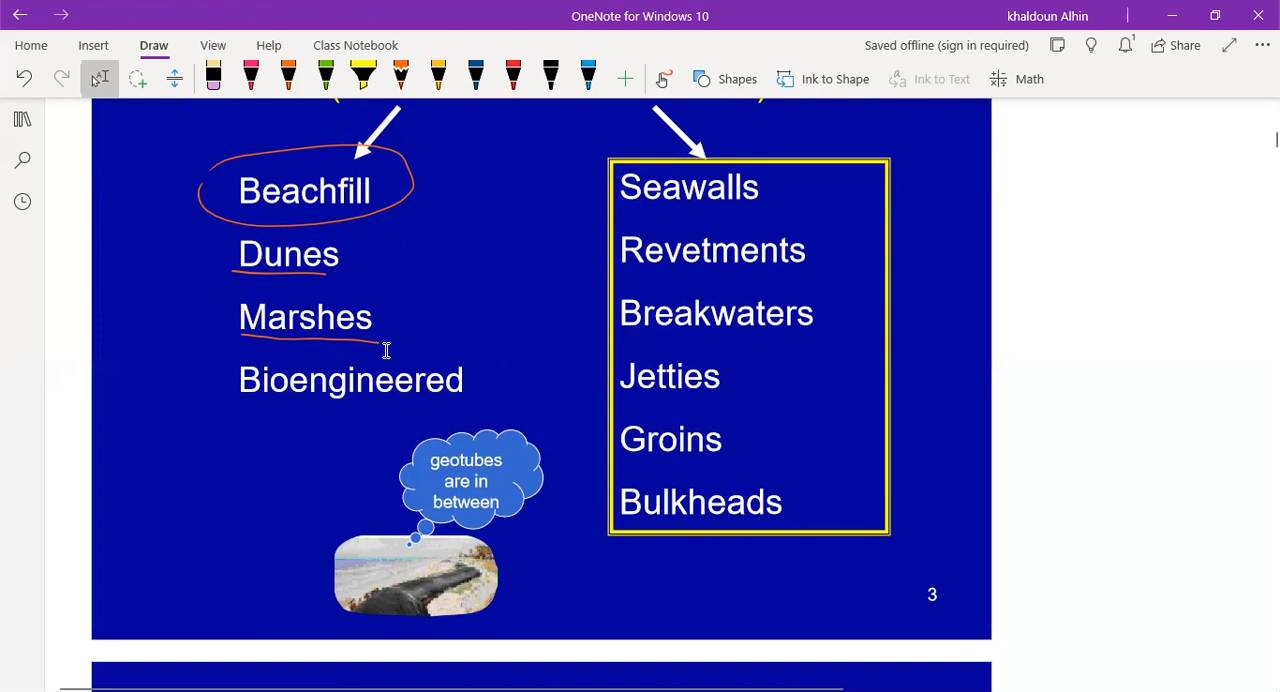 OneNote for Windows 10
khaldoun Alhin
Home
Insert
Draw
View
Help
Class Notebook
Saved offline (sign in required)
Share
Shapes
Ink to Shape
Ink to Text
Math
Beachfill
Dunes
Marshes
Bioengineered
geotubes
are in
between
Seawalls
Revetments
Breakwaters
Jetties
Groins
Bulkheads
3